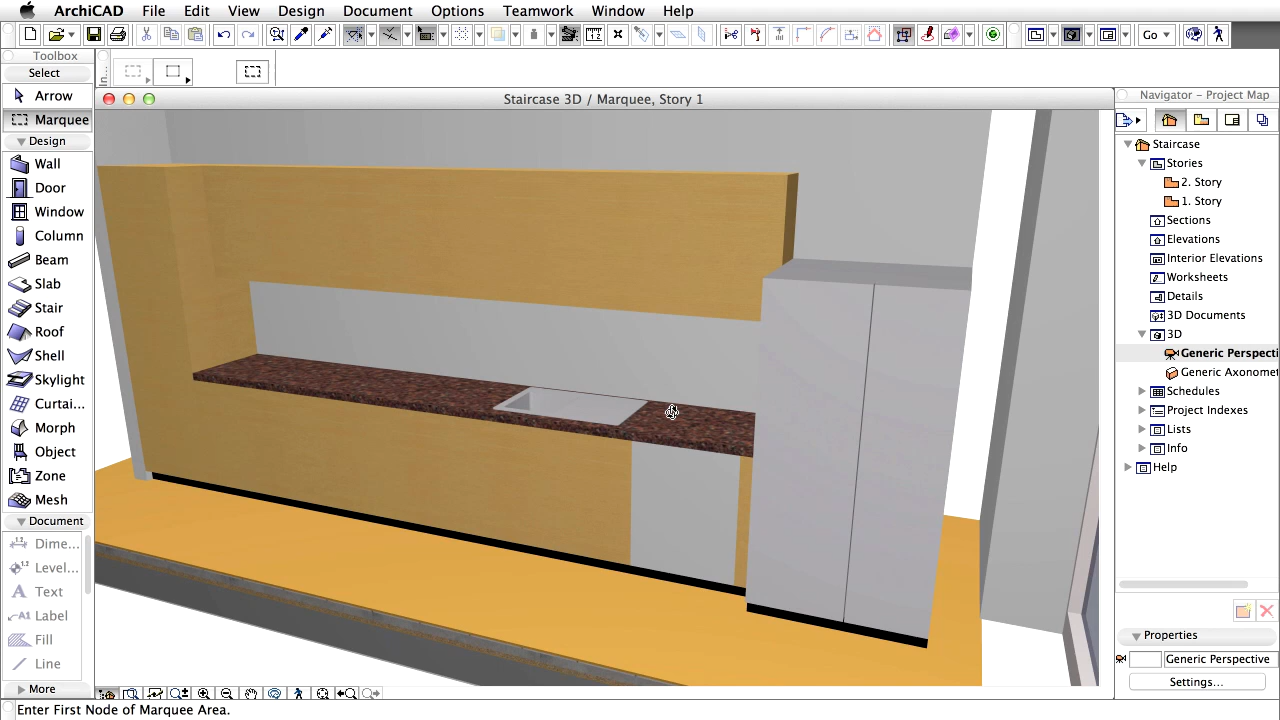 ArchiCAD File Edit View Design Document Options Teamwork Window Help
Go
Toolbox
Select
Arrow
Marquee
Design
Wall
Door
Window
Column
Beam
Slab
Stair
Roof
Shell
Skylight
Curtai...
Morph
Object
Zone
Mesh
Document
Dime...
Level...
Text
Label
Fill
Line
More
Staircase 3D / Marquee, Story 1
Navigator - Project Map
Staircase
Stories
2. Story
1. Story
Sections
Elevations
Interior Elevations
Worksheets
Details
3D Documents
3D
Generic Perspecti
Generic Axonomet
Schedules
Project Indexes
Lists
Info
Help
Properties
Generic Perspective
Settings...
Enter First Node of Marquee Area.